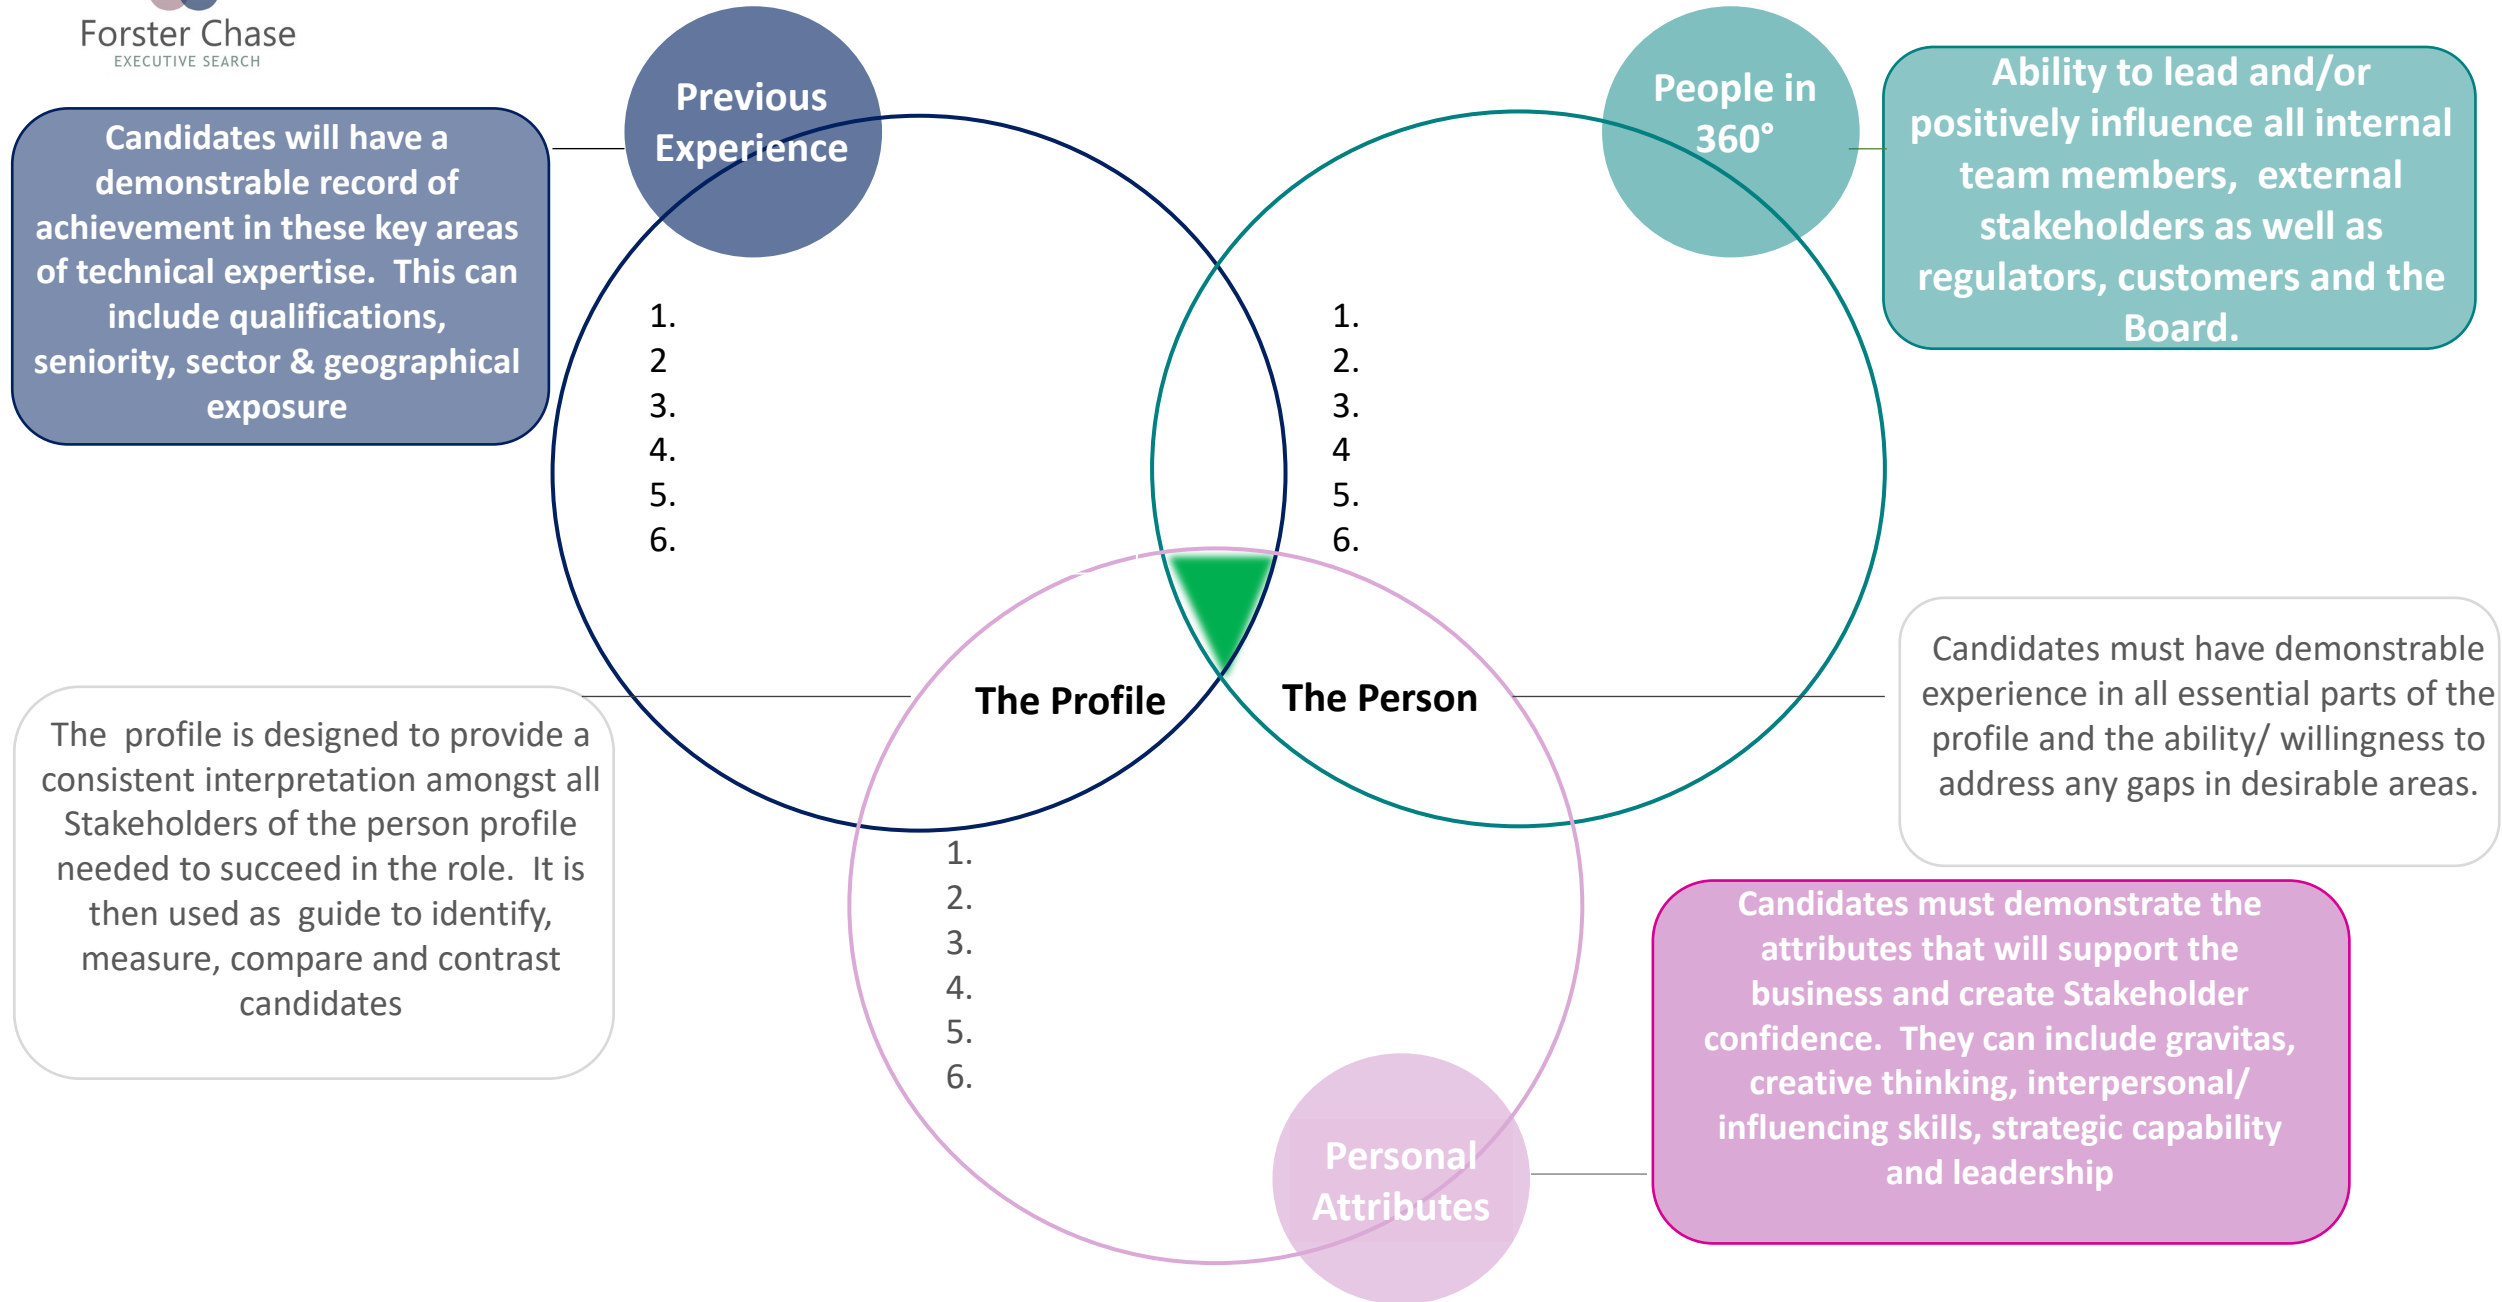 Forster Chase
EXECUTIVE SEARCH
Previous
Experience
People in
360°
Candidates will have a
demonstrable record of
achievement in these key areas
of technical expertise.  This can
include qualifications,
seniority, sector & geographical
exposure
Ability to lead and/or
positively influence all internal
team members,  external
stakeholders as well as
regulators, customers and the
Board.
1.
2
3.
4.
5.
6.
1.
2.
3.
4
5.
6.
The Profile
The Person
The  profile is designed to provide a
consistent interpretation amongst all
Stakeholders of the person profile
needed to succeed in the role.  It is
then used as  guide to identify,
measure, compare and contrast
candidates
Candidates must have demonstrable
experience in all essential parts of the
profile and the ability/ willingness to
address any gaps in desirable areas.
1.
2.
3.
4.
5.
6.
Personal
Attributes
Candidates must demonstrate the
attributes that will support the
business and create Stakeholder
confidence.  They can include gravitas,
creative thinking, interpersonal/
influencing skills, strategic capability
and leadership